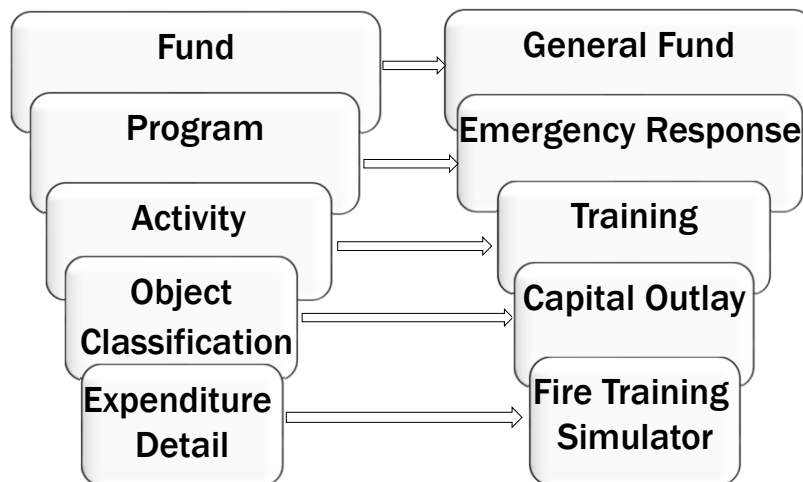 Fund
General Fund
Program
Emergency Response
Activity
Training
Object
Classification
Capital Outlay
Expenditure
Detail
Fire Training
Simulator